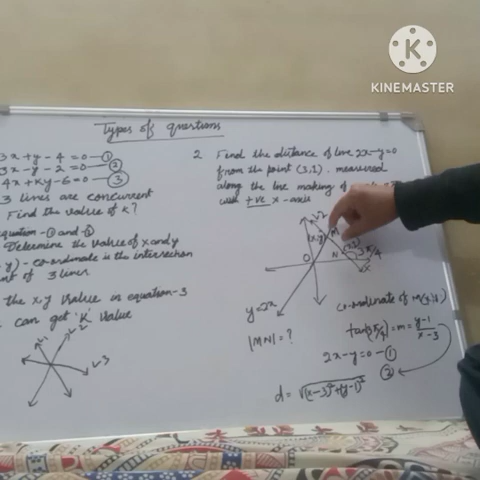 K
KINEMASTER
Types of questions
3x+y-4=0 ①
3x-y-2=0 ②
4x+Ky-6=0 ③
3 lines are concurrent
Find the value of K?
equation-① and-②
Determine the value of x and y
y) - co-ordinate is the intersection
of 3 lines
the x,y value in equation-3
can get 'K' value
L2
L3
2 Find the distance of line 2x-y=0
from the point (3,1), measured
along the line making
with +ve x-axis
(x,y)
M
O
N
X
y=2x
Co-ordinate of M(3,1)
|MN|=?
tan(3π/4)=m=y-1/x-3
2x-y=0-①
②
d=√(x-3)²+(y-1)²